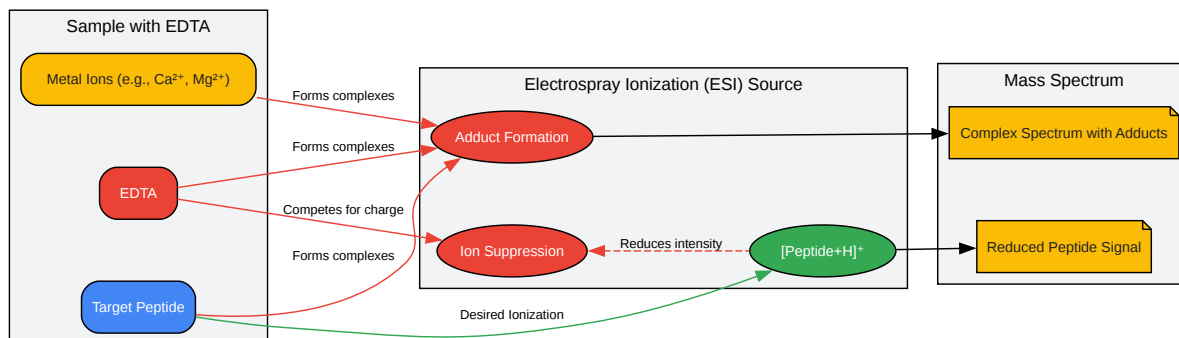 Sample with EDTA
Metal Ions (e.g., Ca²⁺, Mg²⁺)
EDTA
Target Peptide
Forms complexes
Forms complexes
Competes for charge
Forms complexes
Desired Ionization
Electrospray Ionization (ESI) Source
Adduct Formation
Ion Suppression
Reduces intensity
[Peptide+H]⁺
Mass Spectrum
Complex Spectrum with Adducts
Reduced Peptide Signal